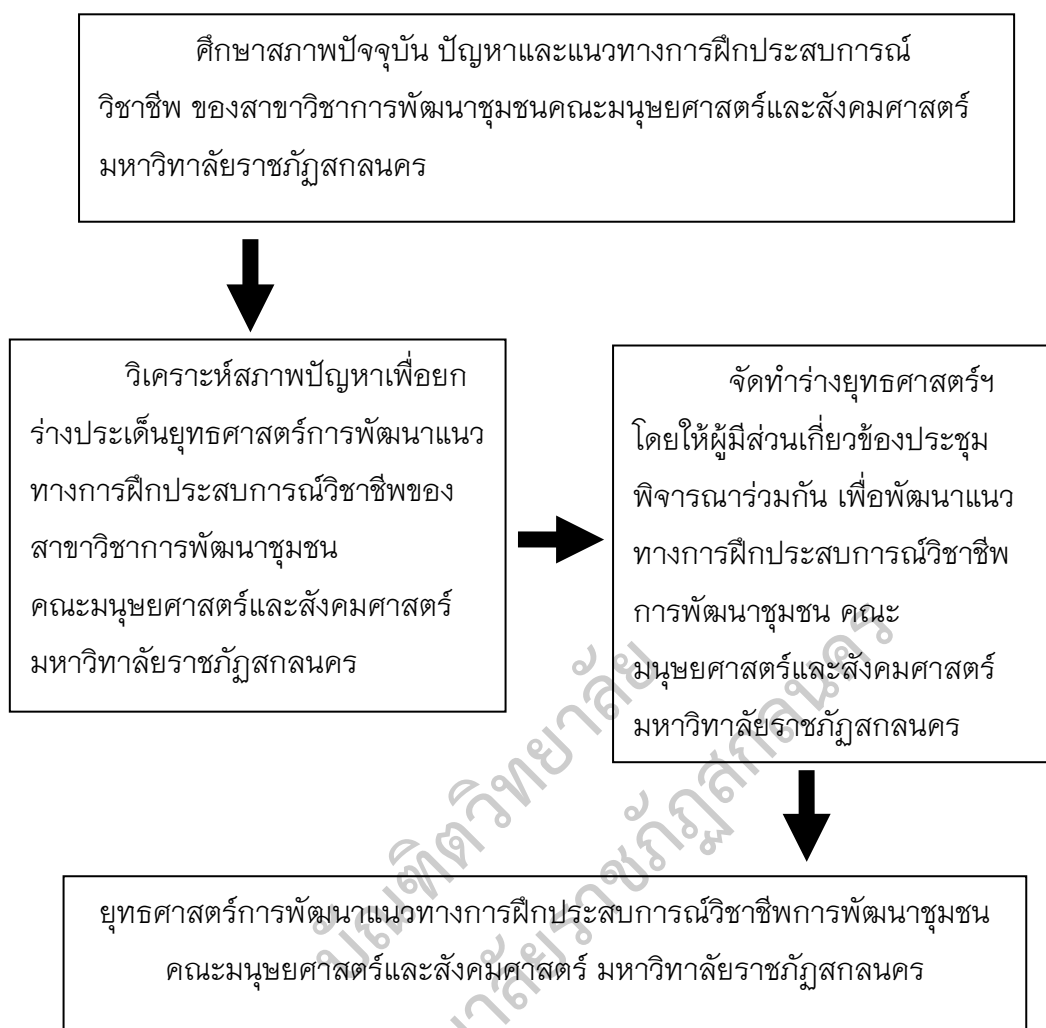 ศึกษาสภาพปัจจุบัน ปัญหาและแนวทางการฝึกประสบการณ์
วิชาชีพ ของสาขาวิชาการพัฒนาชุมชนคณะมนุษยศาสตร์และสังคมศาสตร์
มหาวิทาลัยราชภัฏสกลนคร
วิเคราะห์สภาพปัญหาเพื่อยก
ร่างประเด็นยุทธศาสตร์การพัฒนาแนว
ทางการฝึกประสบการณ์วิชาชีพของ
สาขาวิชาการพัฒนาชุมชน
คณะมนุษยศาสตร์และสังคมศาสตร์
มหาวิทาลัยราชภัฏสกลนคร
จัดทำร่างยุทธศาสตร์ฯ
โดยให้ผู้มีส่วนเกี่ยวข้องประชุม
พิจารณาร่วมกัน เพื่อพัฒนาแนว
ทางการฝึกประสบการณ์วิชาชีพ
การพัฒนาชุมชน คณะ
มนุษยศาสตร์และสังคมศาสตร์
มหาวิทาลัยราชภัฏสกลนคร
ยุทธศาสตร์การพัฒนาแนวทางการฝึกประสบการณ์วิชาชีพการพัฒนาชุมชน
คณะมนุษยศาสตร์และสังคมศาสตร์ มหาวิทาลัยราชภัฏสกลนคร
บัณฑิตวิทยาลัย
ยาลัยราชภัฏสกลนคร